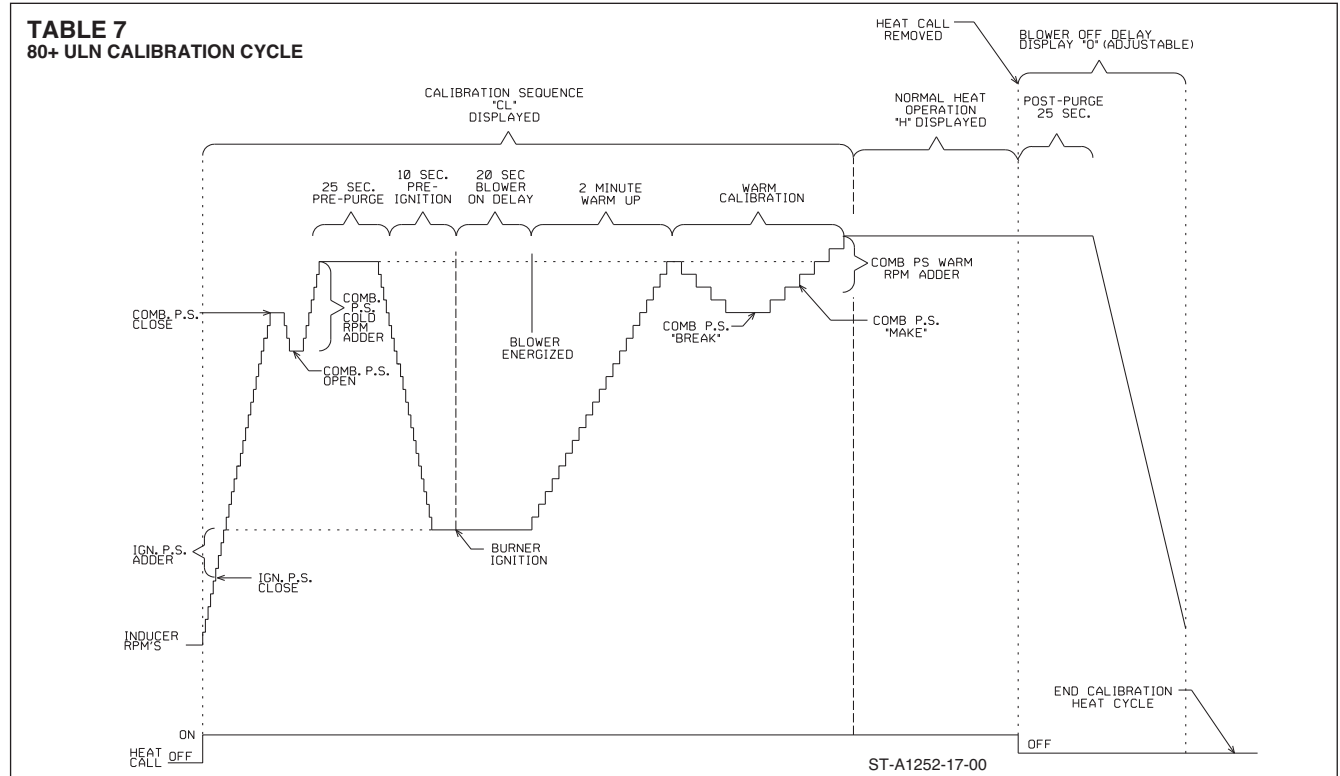 TABLE 7
80+ ULN CALIBRATION CYCLE
HEAT CALL
REMOVED
BLOWER OFF DELAY
DISPLAY "O" (ADJUSTABLE)
CALIBRATION SEQUENCE
"CL"
DISPLAYED
NORMAL HEAT
OPERATION
"H" DISPLAYED
POST-PURGE
25 SEC.
25 SEC.
PRE-PURGE
10 SEC.
PRE-
IGNITION
20 SEC
BLOWER
ON DELAY
2 MINUTE
WARM UP
WARM
CALIBRATION
COMB PS WARM
RPM ADDER
COMB. P.S.
CLOSE
COMB.
P.S.
COLD
RPM
ADDER
COMB. P.S.
OPEN
BLOWER
ENERGIZED
COMB P.S.
"BREAK"
COMB P.S.
"MAKE"
IGN. P.S.
ADDER
IGN. P.S.
CLOSE
BURNER
IGNITION
INDUCER
RPM'S
END CALIBRATION
HEAT CYCLE
ON
HEAT
CALL
OFF
OFF
ST-A1252-17-00